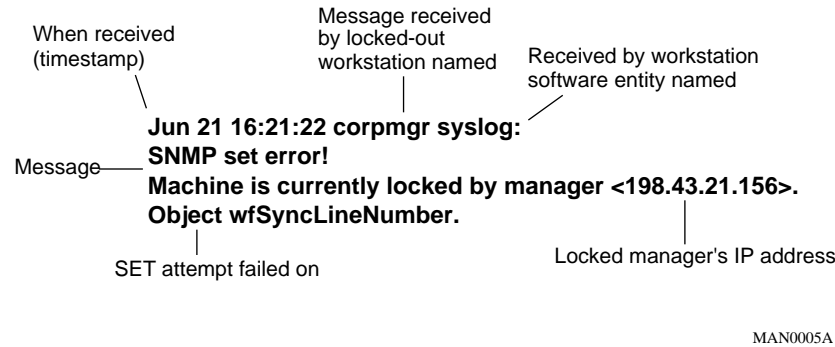 When received
(timestamp)
Message received
by locked-out
workstation named
Received by workstation
software entity named
Jun 21 16:21:22 corpmgr syslog:
SNMP set error!
Message
Machine is currently locked by manager <198.43.21.156>.
Object wfSyncLineNumber.
SET attempt failed on
Locked manager's IP address
MAN0005A